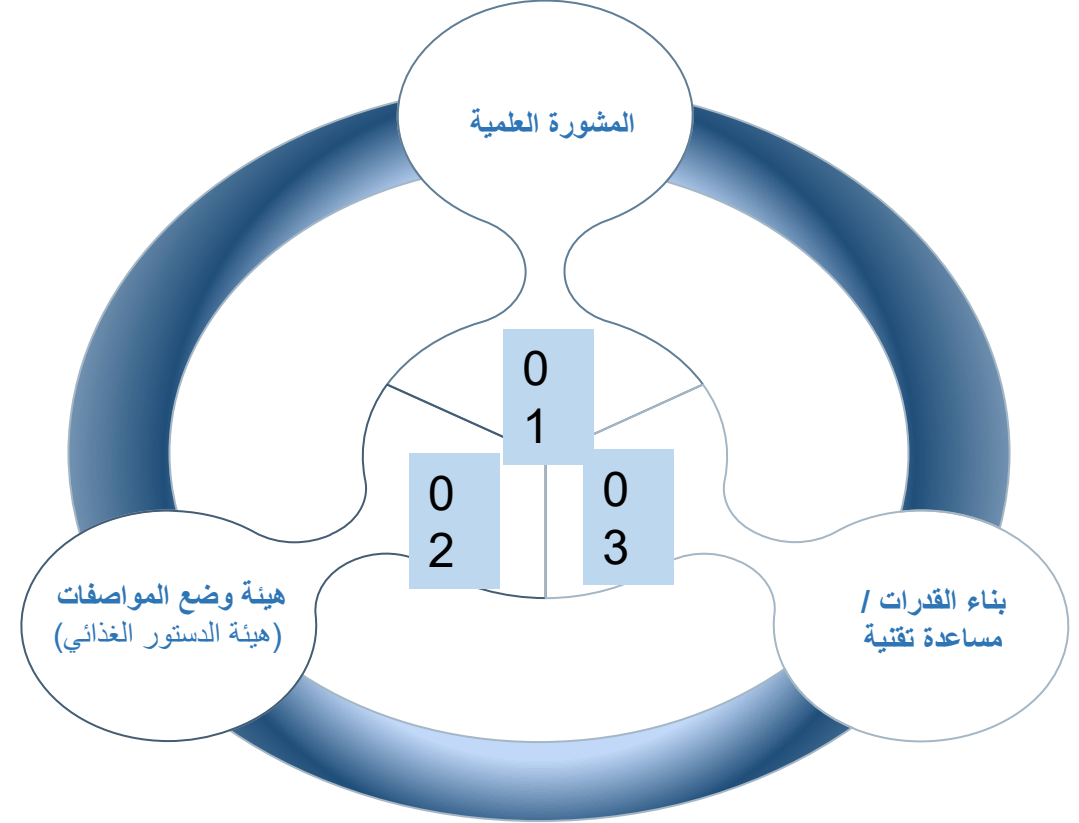 المشورة العلمية
0
1
0
2
0
3
هيئة وضع المواصفات
(هيئة الدستور الغذائي)
بناء القدرات /
مساعدة تقنية